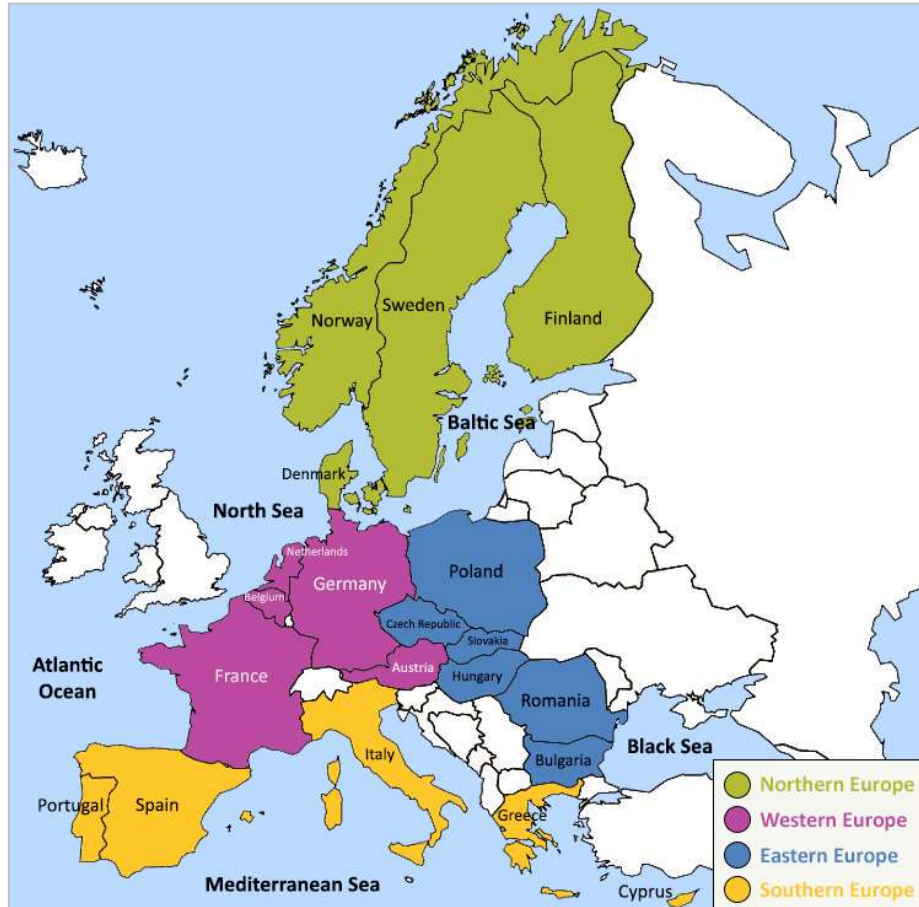 Norway
Sweden
Finland
Baltic Sea
Denmark
North Sea
Netherlands
Germany
Poland
Belgium
Czech Republic
Slovakia
Atlantic
Ocean
France
Austria
Hungary
Romania
Black Sea
Italy
Bulgaria
Portugal
Spain
Greece
Mediterranean Sea
Cyprus
Northern Europe
Western Europe
Eastern Europe
Southern Europe